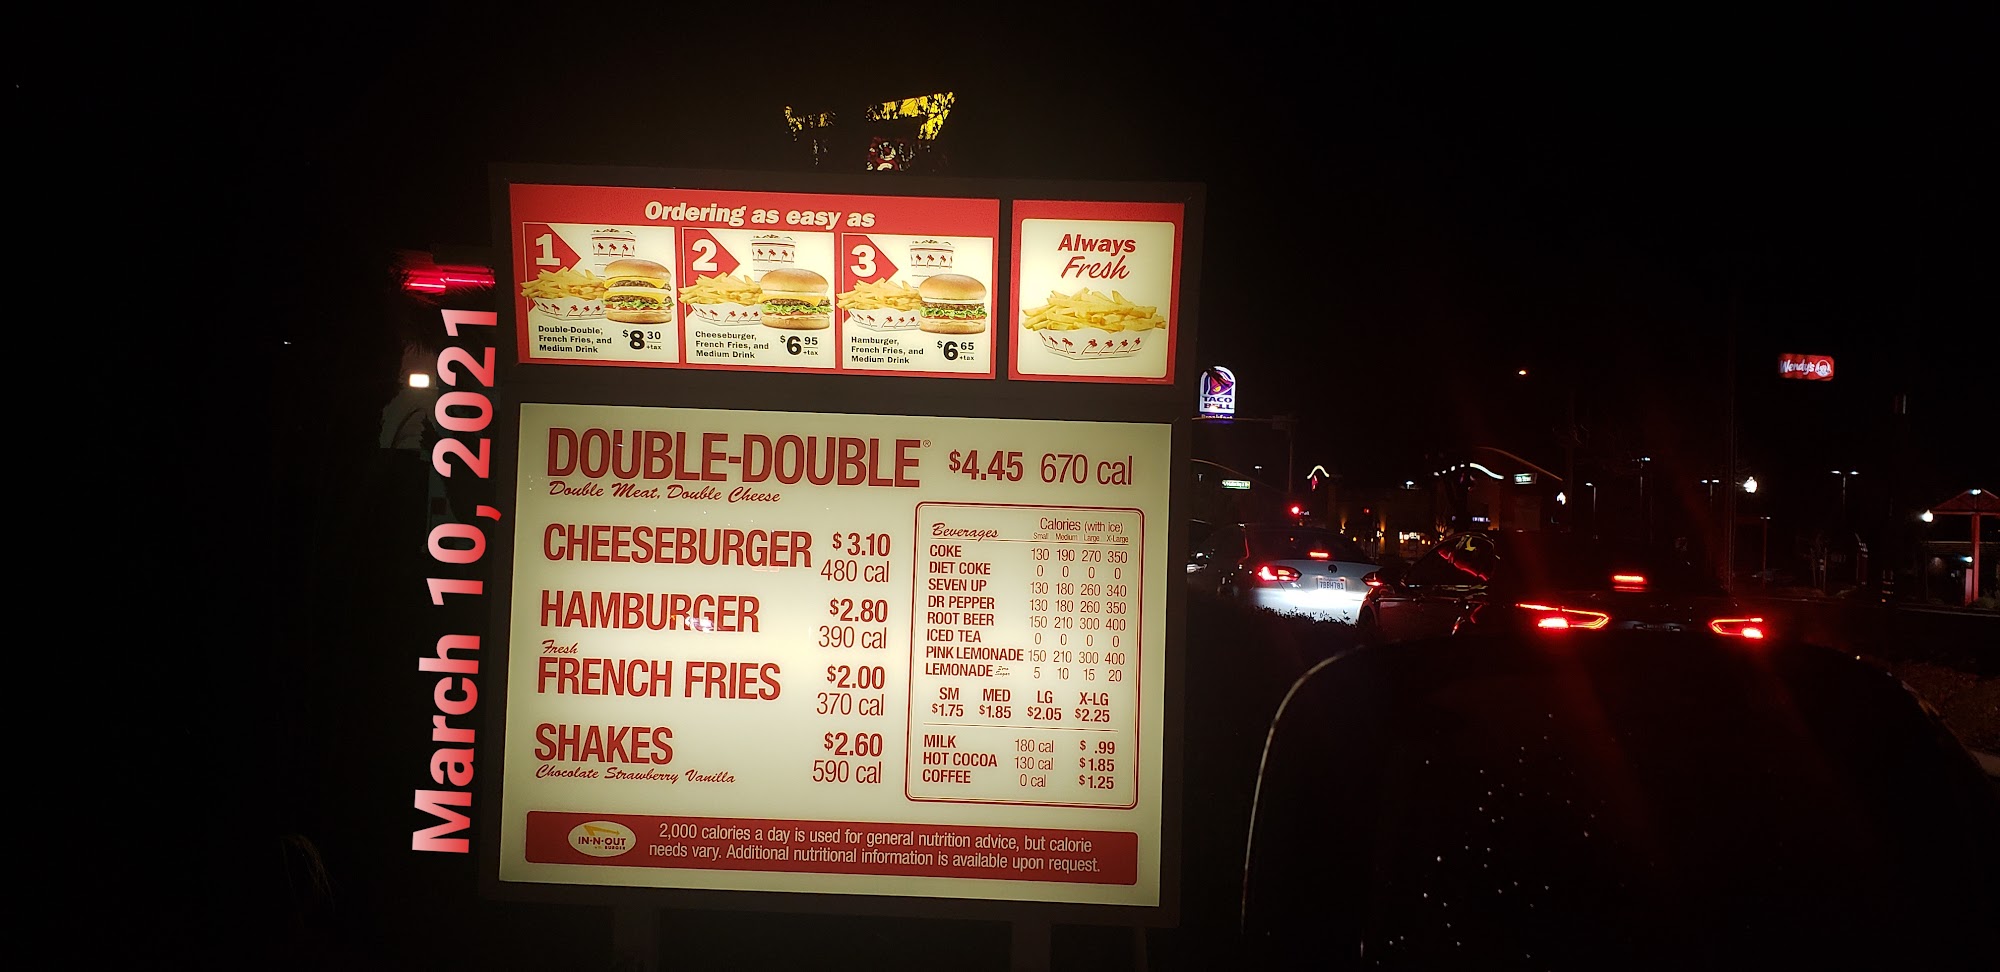 March 10, 2021
Ordering as easy as
1
Double-Double,
French Fries, and
Medium Drink
$8 30
+tax
2
Cheeseburger,
French Fries, and
Medium Drink
$6 95
+tax
3
Hamburger,
French Fries, and
Medium Drink
$6 65
+tax
Always
Fresh
DOUBLE-DOUBLE® $4.45 670 cal
Double Meat, Double Cheese
CHEESEBURGER $3.10
480 cal
HAMBURGER $2.80
390 cal
Fresh
FRENCH FRIES $2.00
370 cal
SHAKES $2.60
Chocolate Strawberry Vanilla 590 cal
Beverages Calories (with ice)
Small Medium Large X-Large
COKE 130 190 270 350
DIET COKE 0 0 0 0
SEVEN UP 130 180 260 340
DR PEPPER 130 180 260 350
ROOT BEER 150 210 300 400
ICED TEA 0 0 0 0
PINK LEMONADE 150 210 300 400
LEMONADE Zero Sugar 5 10 15 20
SM MED LG X-LG
$1.75 $1.85 $2.05 $2.25
MILK 180 cal $ .99
HOT COCOA 130 cal $1.85
COFFEE 0 cal $1.25
IN-N-OUT
BURGER
2,000 calories a day is used for general nutrition advice, but calorie
needs vary. Additional nutritional information is available upon request.
TACO
BELL
Breakfast
Wendy's